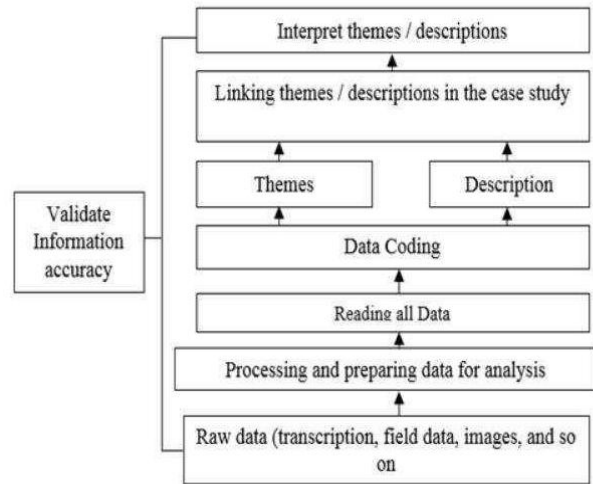 Interpret themes / descriptions
Linking themes / descriptions in the case study
Themes
Description
Validate
Information
accuracy
Data Coding
Reading all Data
Processing and preparing data for analysis
Raw data (transcription, field data, images, and so
on